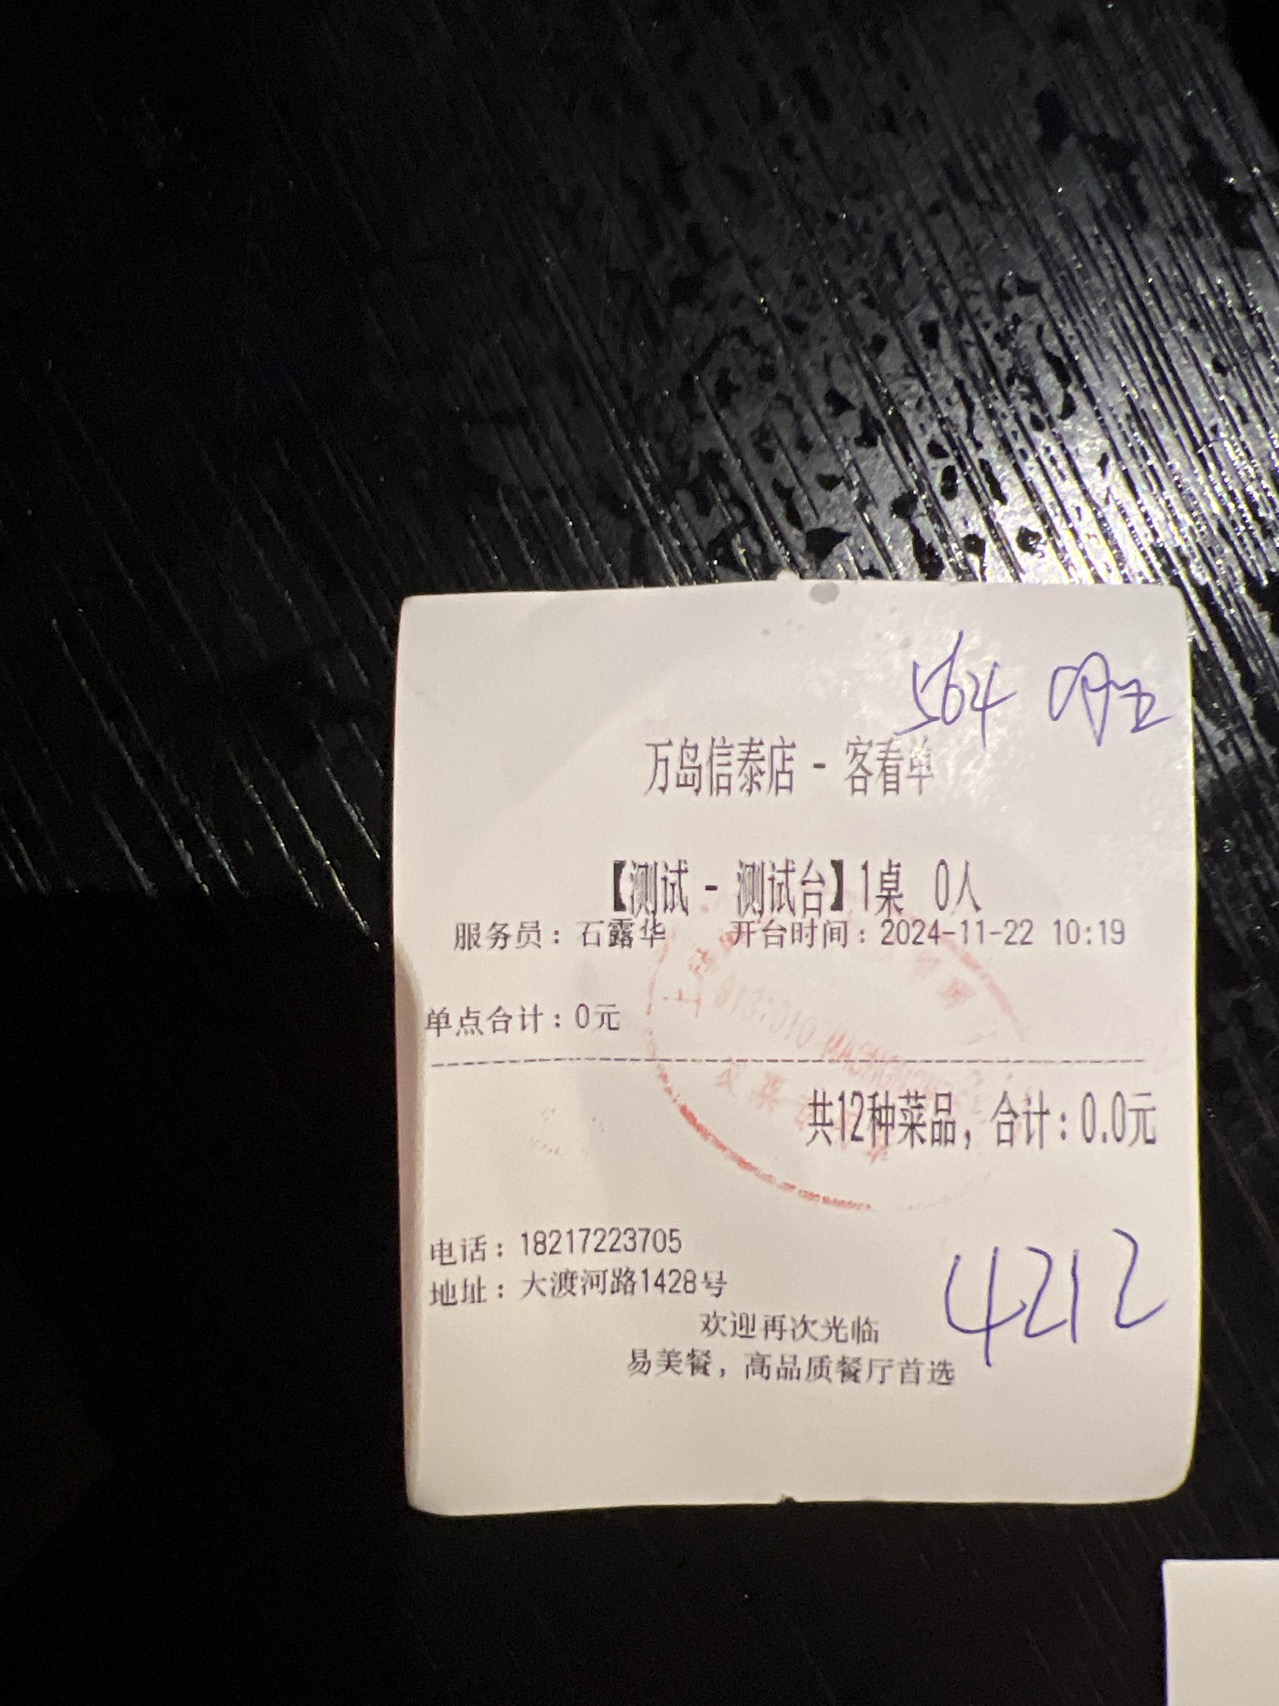 564
万岛信泰店 - 客看单
【测试 - 测试台】1桌 0人
服务员：石露华 开台时间：2024-11-22 10:19
单点合计：0元
共12种菜品，合计：0.0元
电话：18217223705
地址：大渡河路1428号
4212
欢迎再次光临
易美餐，高品质餐厅首选